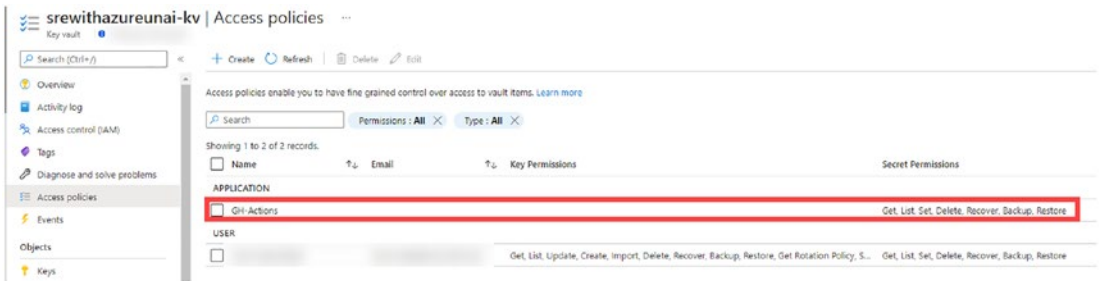 srewithazureunai-kv | Access policies ...
Key vault
Search (Ctrl+/) «
+ Create Refresh Delete Edit
Overview
Activity log
Access control (IAM)
Tags
Diagnose and solve problems
Access policies
Events
Objects
Keys
Access policies enable you to have fine grained control over access to vault items. Learn more
Search Permissions : All × Type : All ×
Showing 1 to 2 of 2 records.
Name ↑↓ Email ↑↓ Key Permissions Secret Permissions
APPLICATION
GH-Actions Get, List, Set, Delete, Recover, Backup, Restore
USER
Get, List, Update, Create, Import, Delete, Recover, Backup, Restore, Get Rotation Policy, S... Get, List, Set, Delete, Recover, Backup, Restore